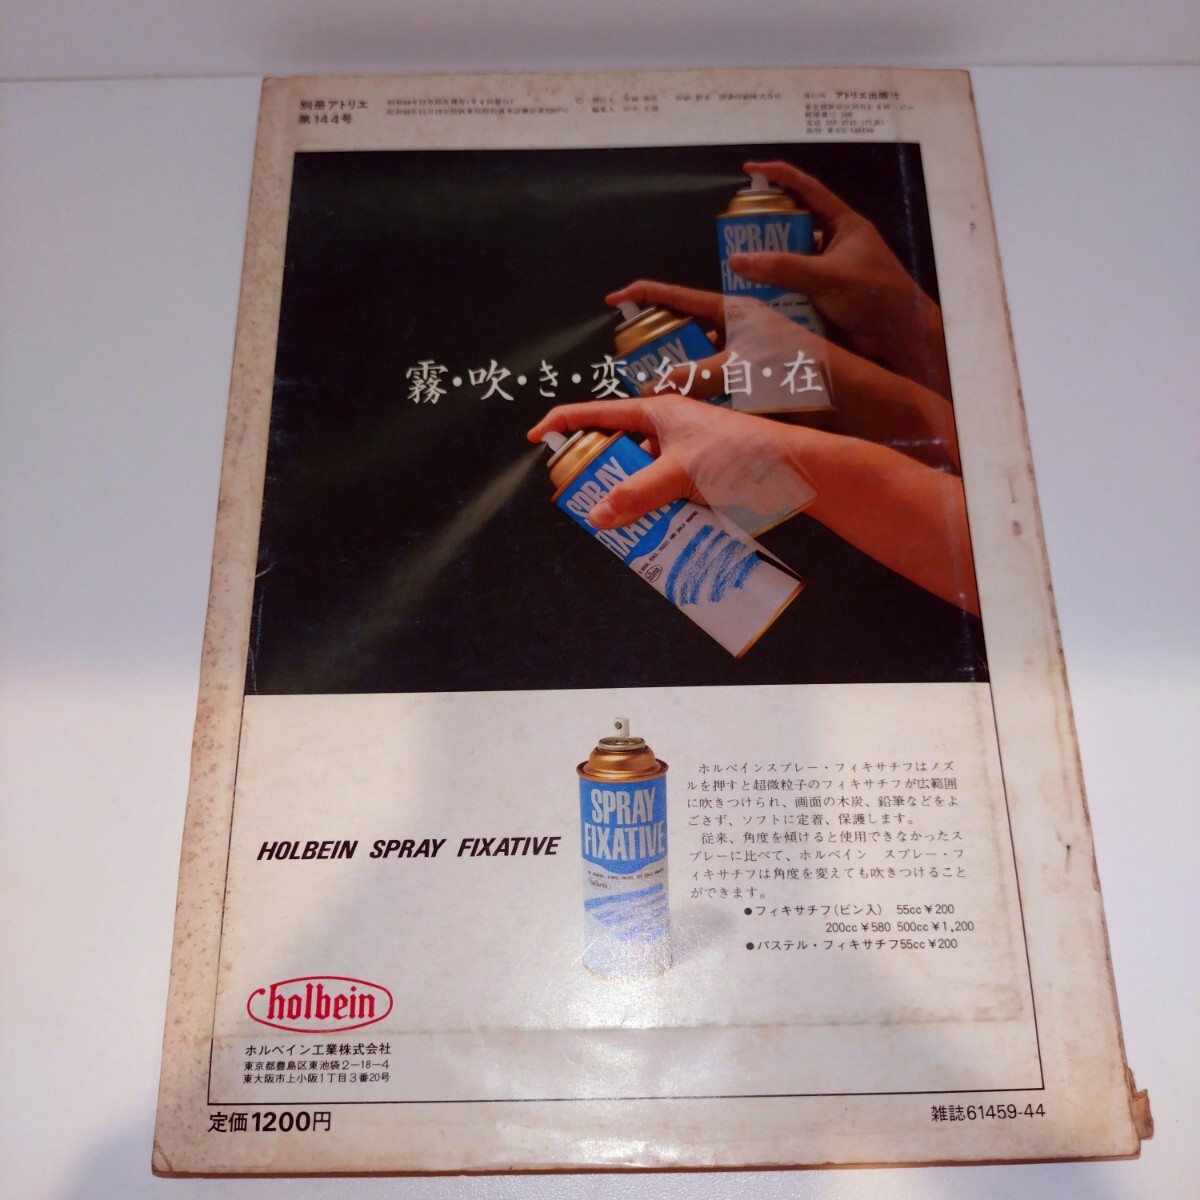 別冊アトリエ
第144号
アトリエ出版社
霧・吹・き・変・幻・自・在
SPRAY
FIXATIVE
SPRAY
SPRAY
FIXATIVE
holbein
ホルベインスプレー・フィキサチフはノズ
ルを押すと超微粒子のフィキサチフが広範囲
に吹きつけられ、画面の木炭、鉛筆などをよ
ごさず、ソフトに定着、保護します。
従来、角度を傾けると使用できなかったス
プレーに比べて、ホルベイン スプレー・フ
ィキサチフは角度を変えても吹きつけること
ができます。
●フィキサチフ(ビン入) 55cc¥200
200cc¥580 500cc¥1,200
●パステル・フィキサチフ55cc¥200
HOLBEIN SPRAY FIXATIVE
SPRAY
FIXATIVE
holbein
holbein
ホルベイン工業株式会社
東京都豊島区東池袋2-18-4
東大阪市上小阪1丁目3番20号
定価1200円
雑誌61459-44